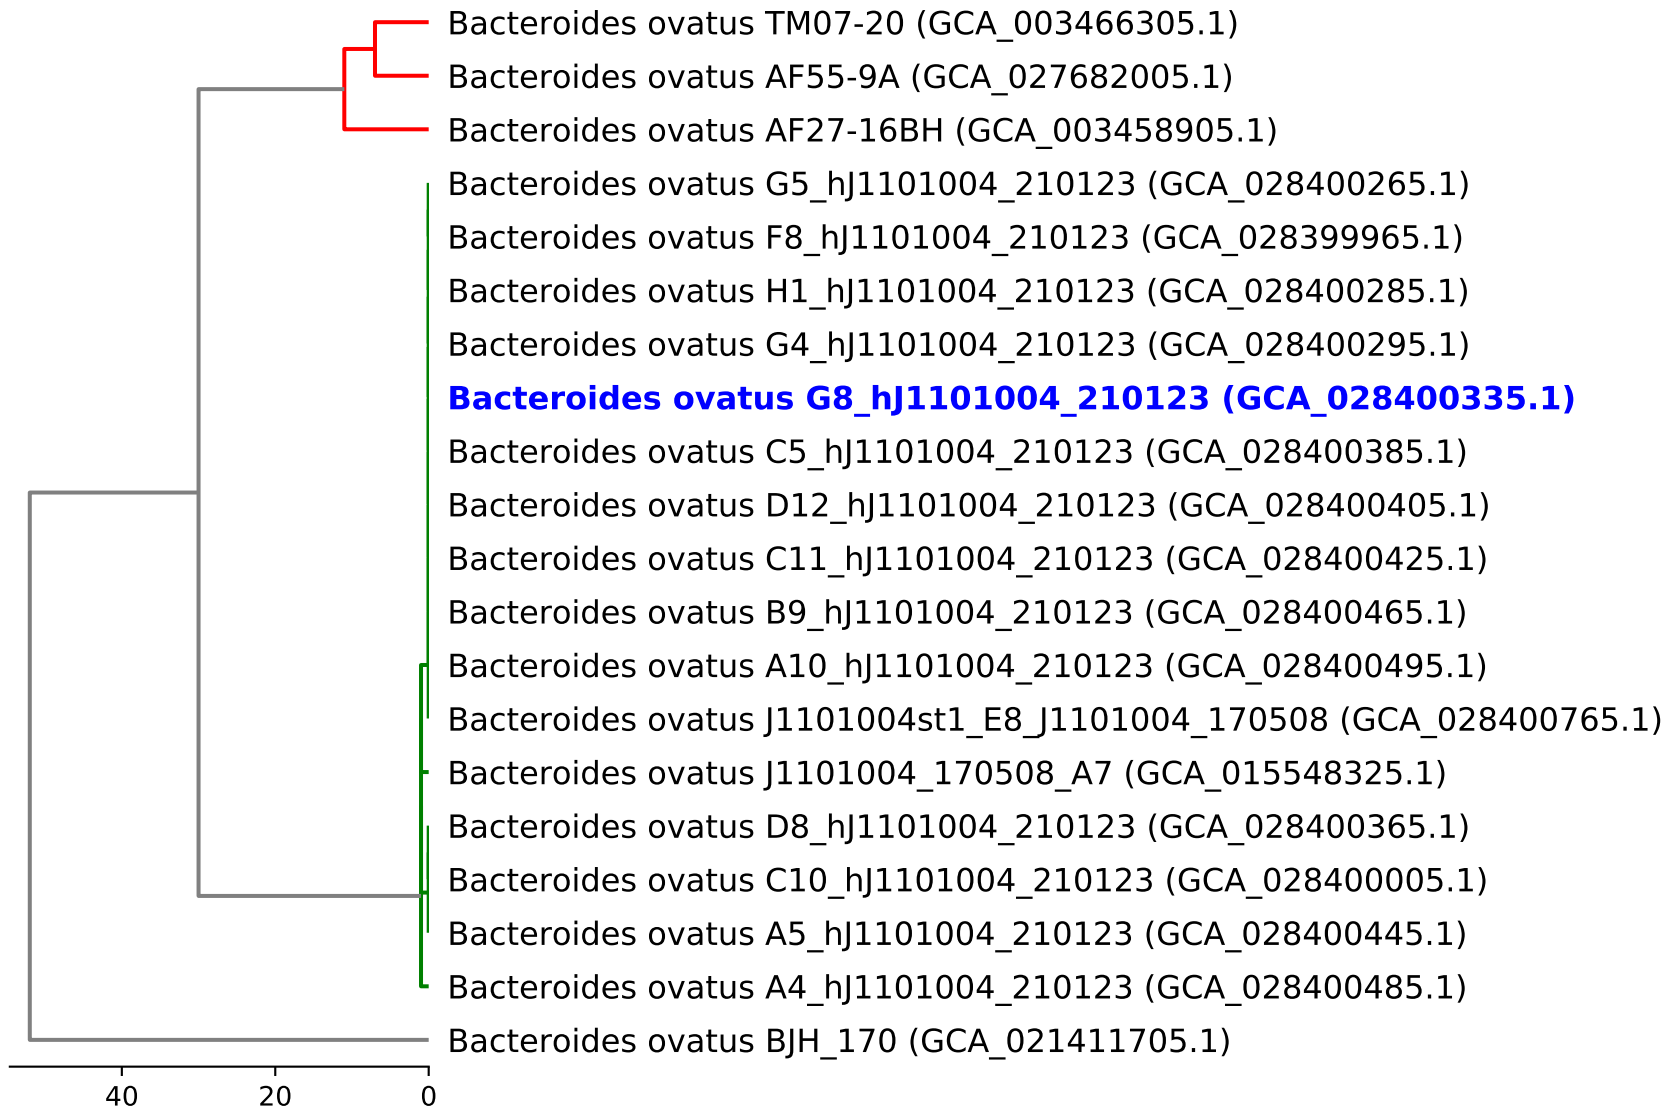 Bacteroides ovatus TM07-20 (GCA_003466305.1)
Bacteroides ovatus AF55-9A (GCA_027682005.1)
Bacteroides ovatus AF27-16BH (GCA_003458905.1)
Bacteroides ovatus G5_hJ1101004_210123 (GCA_028400265.1)
Bacteroides ovatus F8_hJ1101004_210123 (GCA_028399965.1)
Bacteroides ovatus H1_hJ1101004_210123 (GCA_028400285.1)
Bacteroides ovatus G4_hJ1101004_210123 (GCA_028400295.1)
Bacteroides ovatus G8_hJ1101004_210123 (GCA_028400335.1)
Bacteroides ovatus C5_hJ1101004_210123 (GCA_028400385.1)
Bacteroides ovatus D12_hJ1101004_210123 (GCA_028400405.1)
Bacteroides ovatus C11_hJ1101004_210123 (GCA_028400425.1)
Bacteroides ovatus B9_hJ1101004_210123 (GCA_028400465.1)
Bacteroides ovatus A10_hJ1101004_210123 (GCA_028400495.1)
Bacteroides ovatus J1101004st1_E8_J1101004_170508 (GCA_028400765.1)
Bacteroides ovatus J1101004_170508_A7 (GCA_015548325.1)
Bacteroides ovatus D8_hJ1101004_210123 (GCA_028400365.1)
Bacteroides ovatus C10_hJ1101004_210123 (GCA_028400005.1)
Bacteroides ovatus A5_hJ1101004_210123 (GCA_028400445.1)
Bacteroides ovatus A4_hJ1101004_210123 (GCA_028400485.1)
Bacteroides ovatus BJH_170 (GCA_021411705.1)
40 20 0